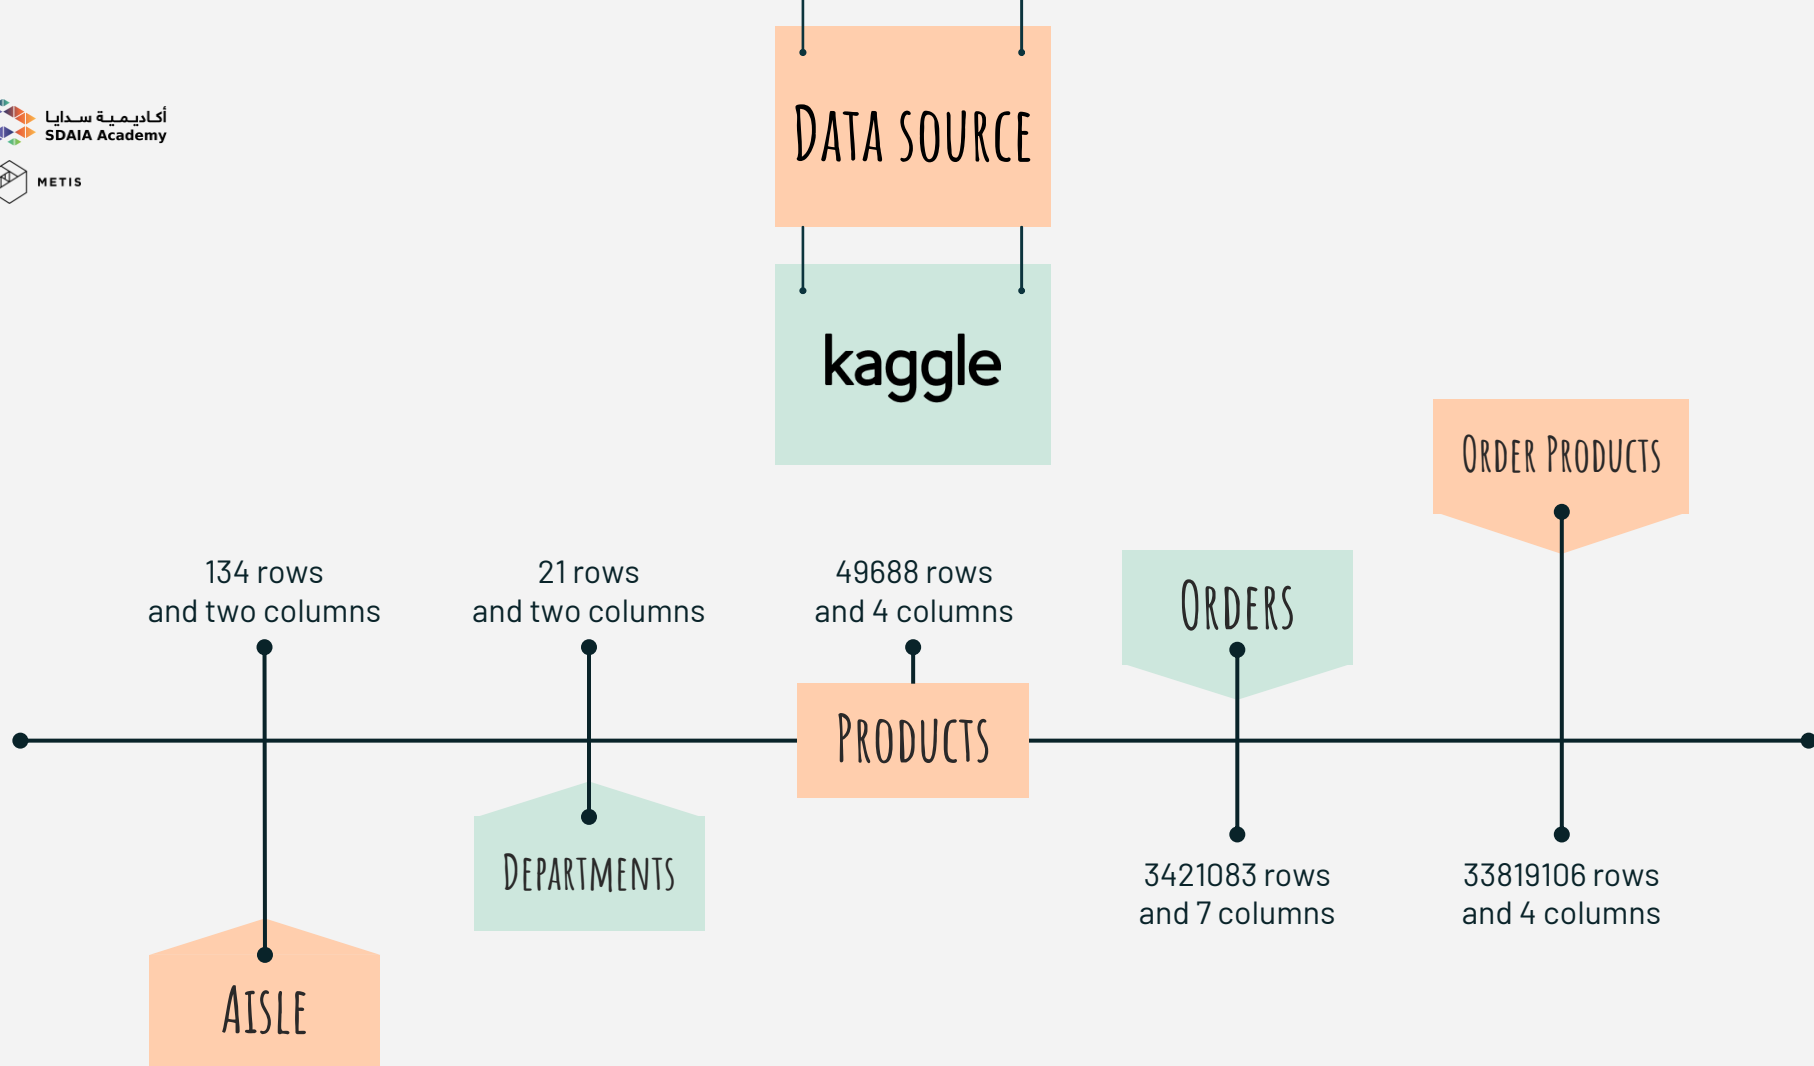 أكاديمية سدايا
SDAIA Academy
METIS
DATA SOURCE
kaggle
134 rows
and two columns
AISLE
21 rows
and two columns
DEPARTMENTS
49688 rows
and 4 columns
PRODUCTS
ORDERS
3421083 rows
and 7 columns
ORDER PRODUCTS
33819106 rows
and 4 columns